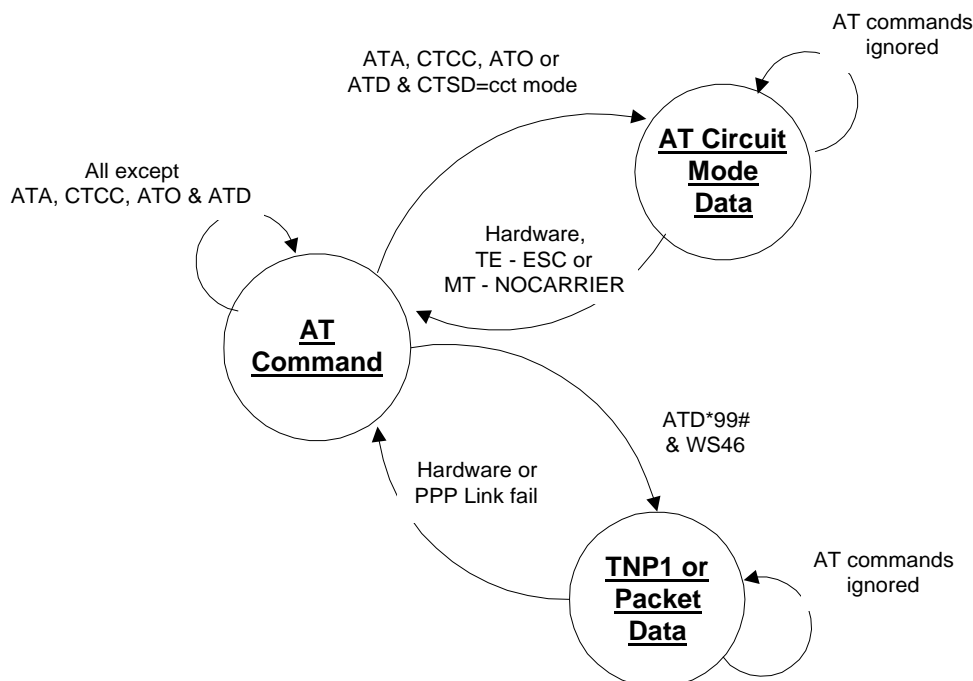 AT commands
ignored
ATA, CTCC, ATO or
ATD & CTSD=cct mode
AT Circuit
Mode
Data
All except
ATA, CTCC, ATO & ATD
Hardware,
TE - ESC or
MT - NOCARRIER
AT
Command
ATD*99#
& WS46
Hardware or
PPP Link fail
TNP1 or
Packet
Data
AT commands
ignored